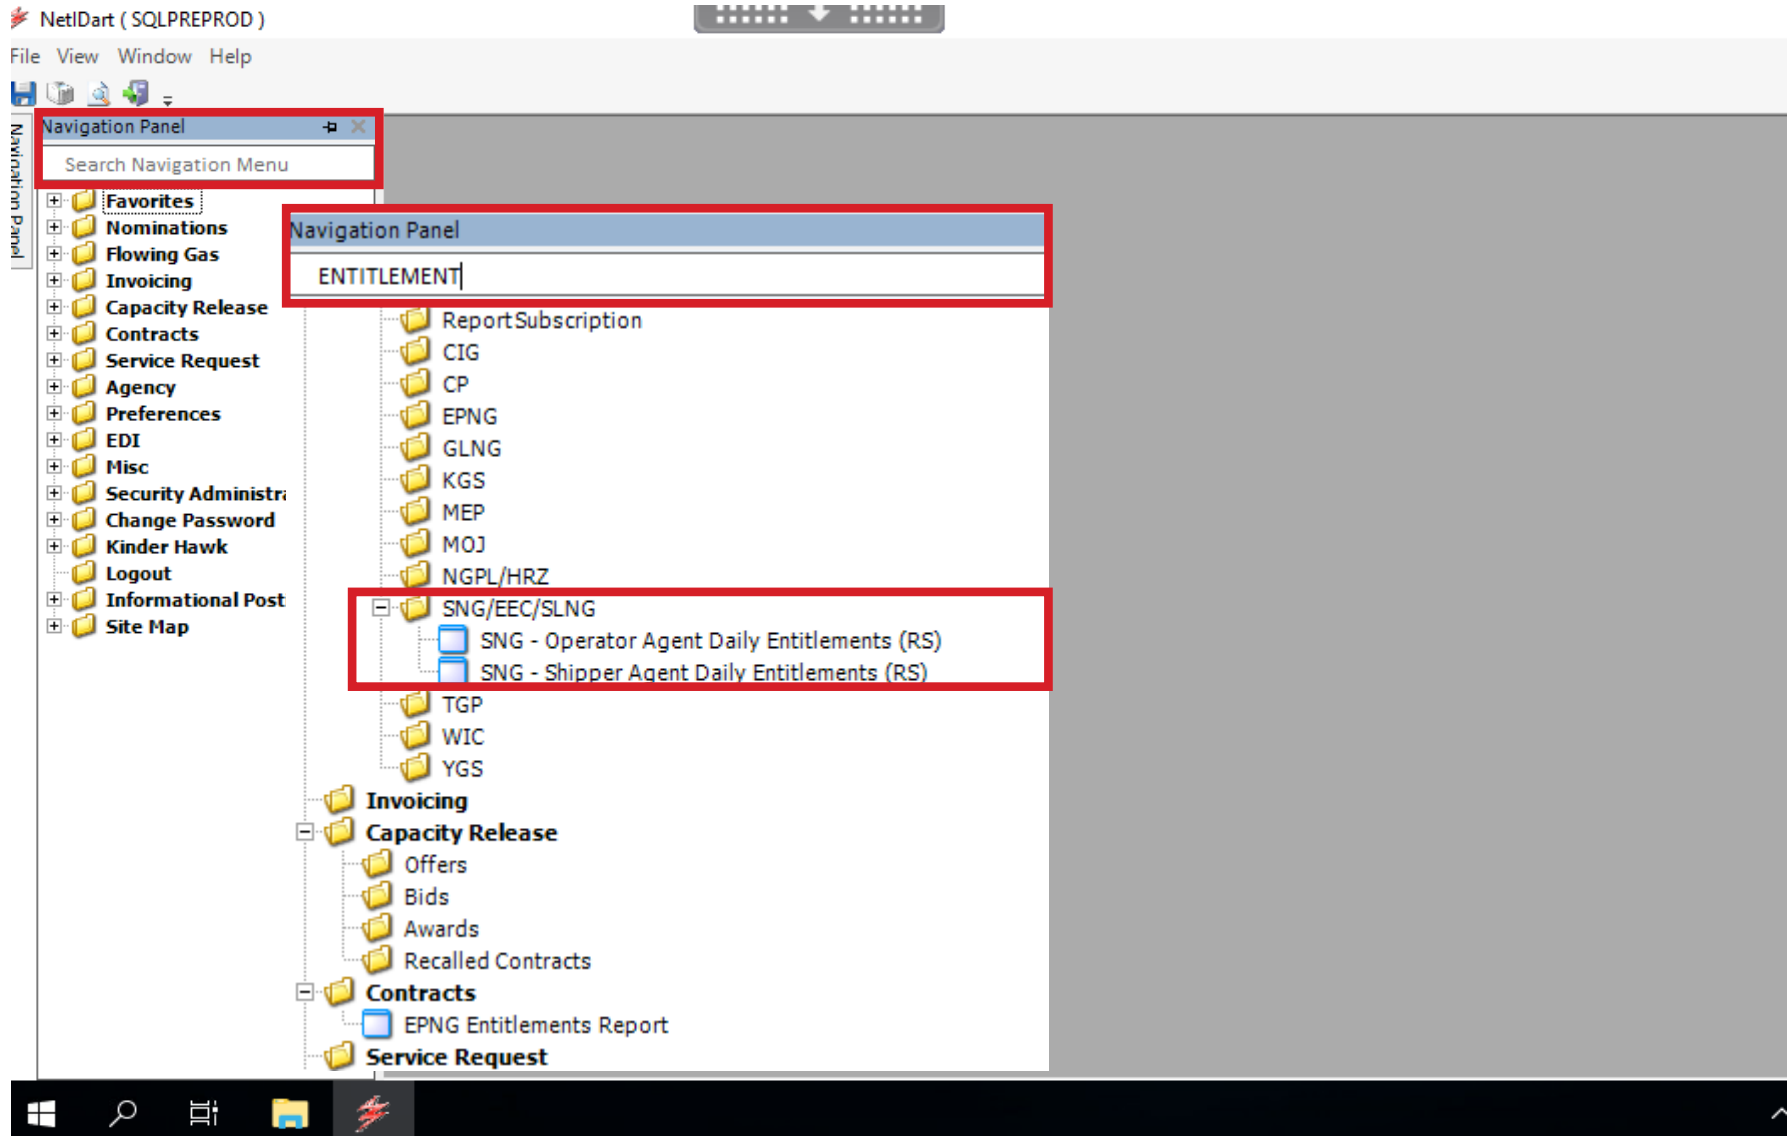 NetIDart ( SQLPREPROD )
File View Window Help
Navigation Panel
Navigation Panel
Search Navigation Menu
Favorites
Nominations
Flowing Gas
Invoicing
Capacity Release
Contracts
Service Request
Agency
Preferences
EDI
Misc
Security Administra
Change Password
Kinder Hawk
Logout
Informational Post
Site Map
Navigation Panel
ENTITLEMENT
ReportSubscription
CIG
CP
EPNG
GLNG
KGS
MEP
MOJ
NGPL/HRZ
SNG/EEC/SLNG
SNG - Operator Agent Daily Entitlements (RS)
SNG - Shipper Agent Daily Entitlements (RS)
TGP
WIC
YGS
Invoicing
Capacity Release
Offers
Bids
Awards
Recalled Contracts
Contracts
EPNG Entitlements Report
Service Request